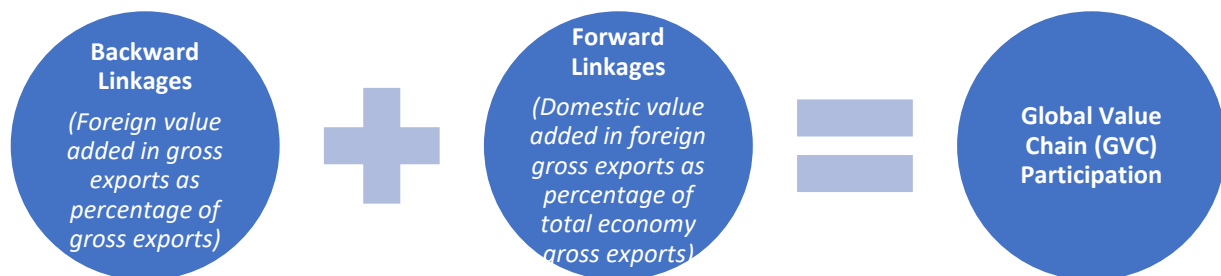 Backward
Linkages
(Foreign value
added in gross
exports as
percentage of
gross exports)
Forward
Linkages
(Domestic value
added in foreign
gross exports as
percentage of
total economy
gross exports)
Global Value
Chain (GVC)
Participation